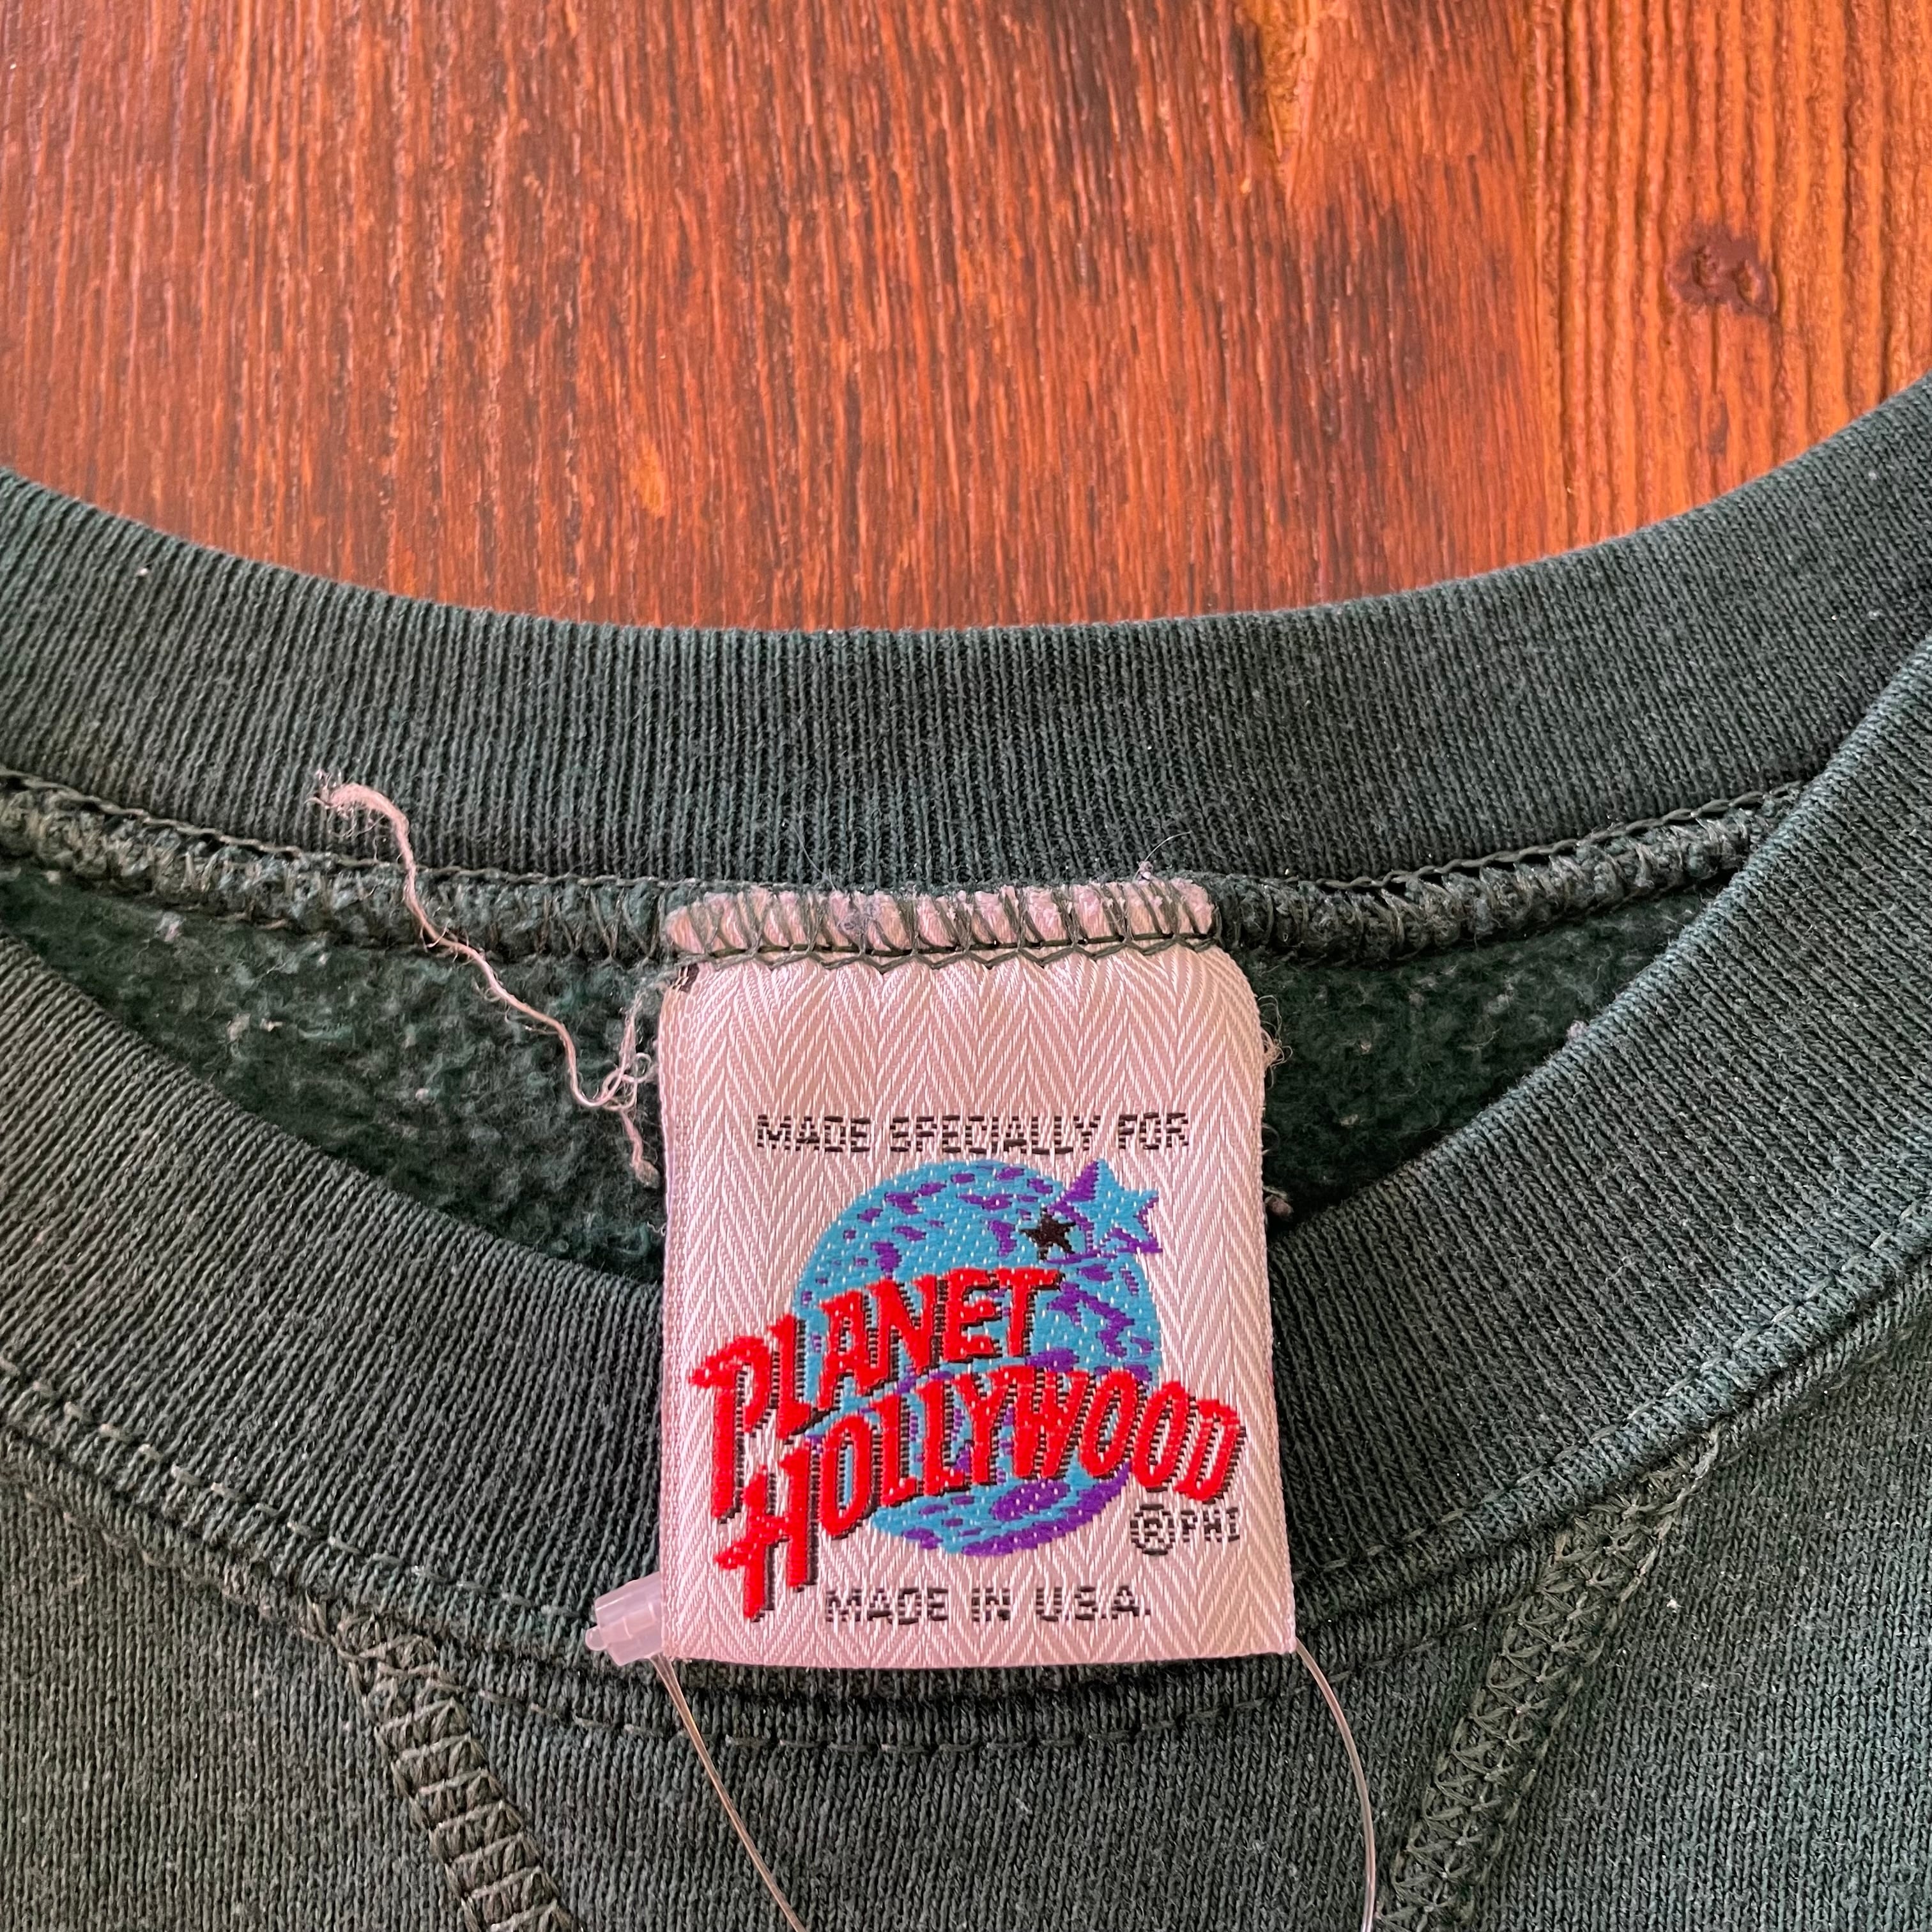 MADE SPECIALLY FOR
PLANET
HOLLYWOOD
® PHI
MADE IN U.S.A.